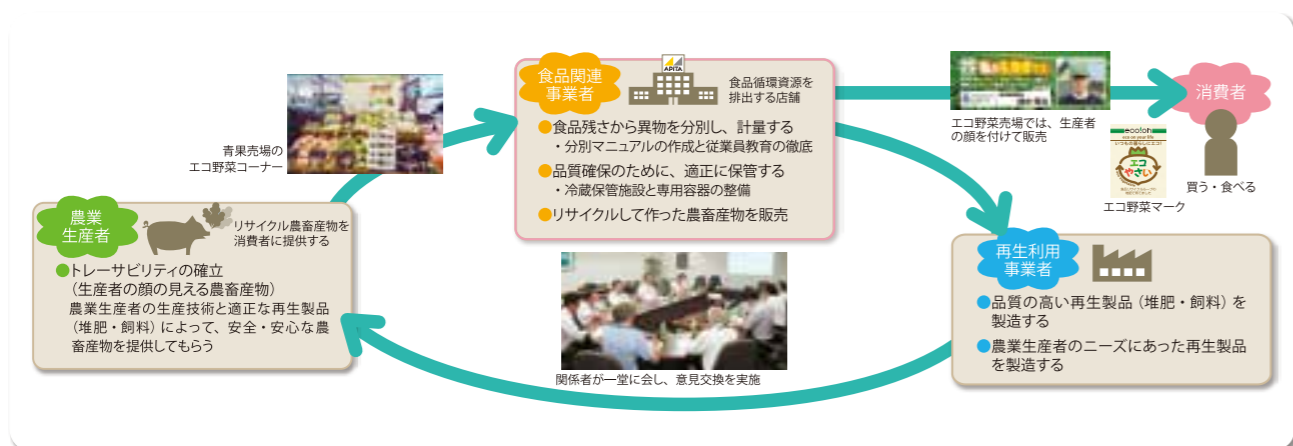 青果売場の
エコ野菜コーナー
農業
生産者
リサイクル農畜産物を
消費者に提供する
●トレーサビリティの確立
（生産者の顔の見える農畜産物）
農業生産者の生産技術と適正な再生製品
（堆肥・飼料）によって、安全・安心な農
畜産物を提供してもらう
食品関連
事業者
APITA
食品循環資源を
排出する店舗
●食品残さから異物を分別し、計量する
・分別マニュアルの作成と従業員教育の徹底
●品質確保のために、適正に保管する
・冷蔵保管施設と専用容器の整備
●リサイクルして作った農畜産物を販売
エコ野菜売場では、生産者
の顔を付けて販売
消費者
買う・食べる
いつもの暮らしにエコ!
エコ
やさい
エコ野菜マーク
再生利用
事業者
●品質の高い再生製品（堆肥・飼料）を
製造する
●農業生産者のニーズにあった再生製品
を製造する
関係者が一堂に会し、意見交換を実施